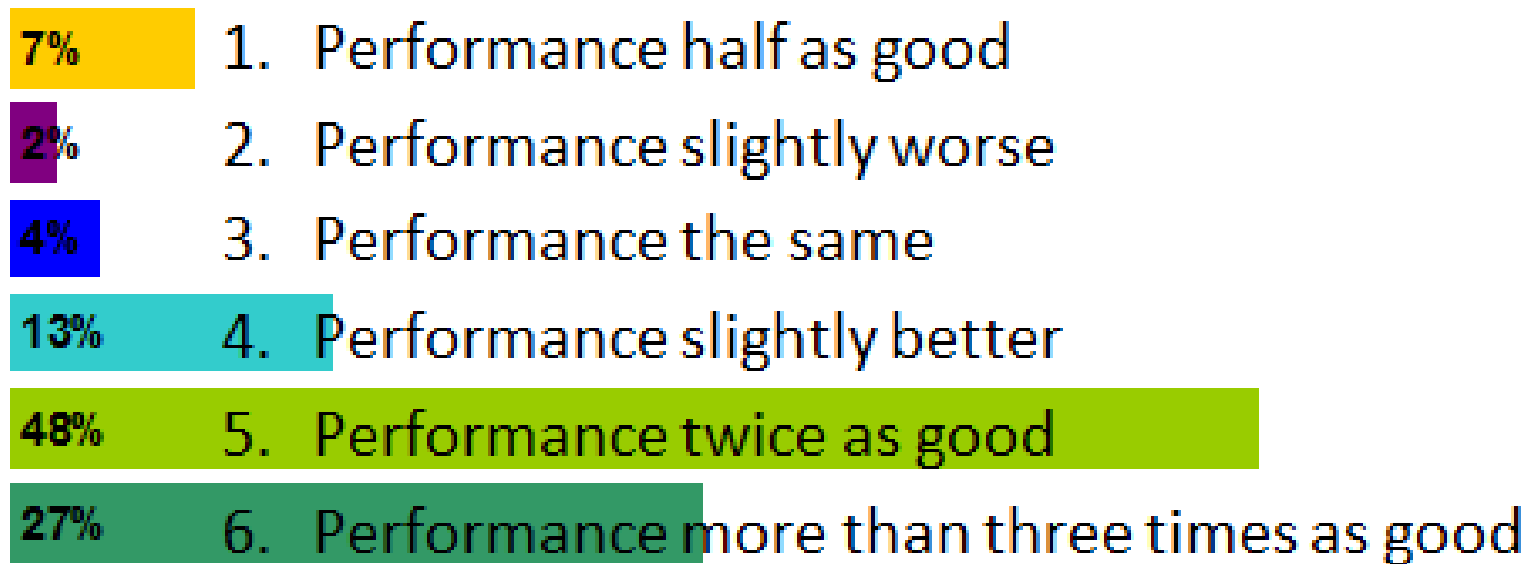 7% 1. Performance half as good
2% 2. Performance slightly worse
4% 3. Performance the same
13% 4. Performance slightly better
48% 5. Performance twice as good
27% 6. Performance more than three times as good